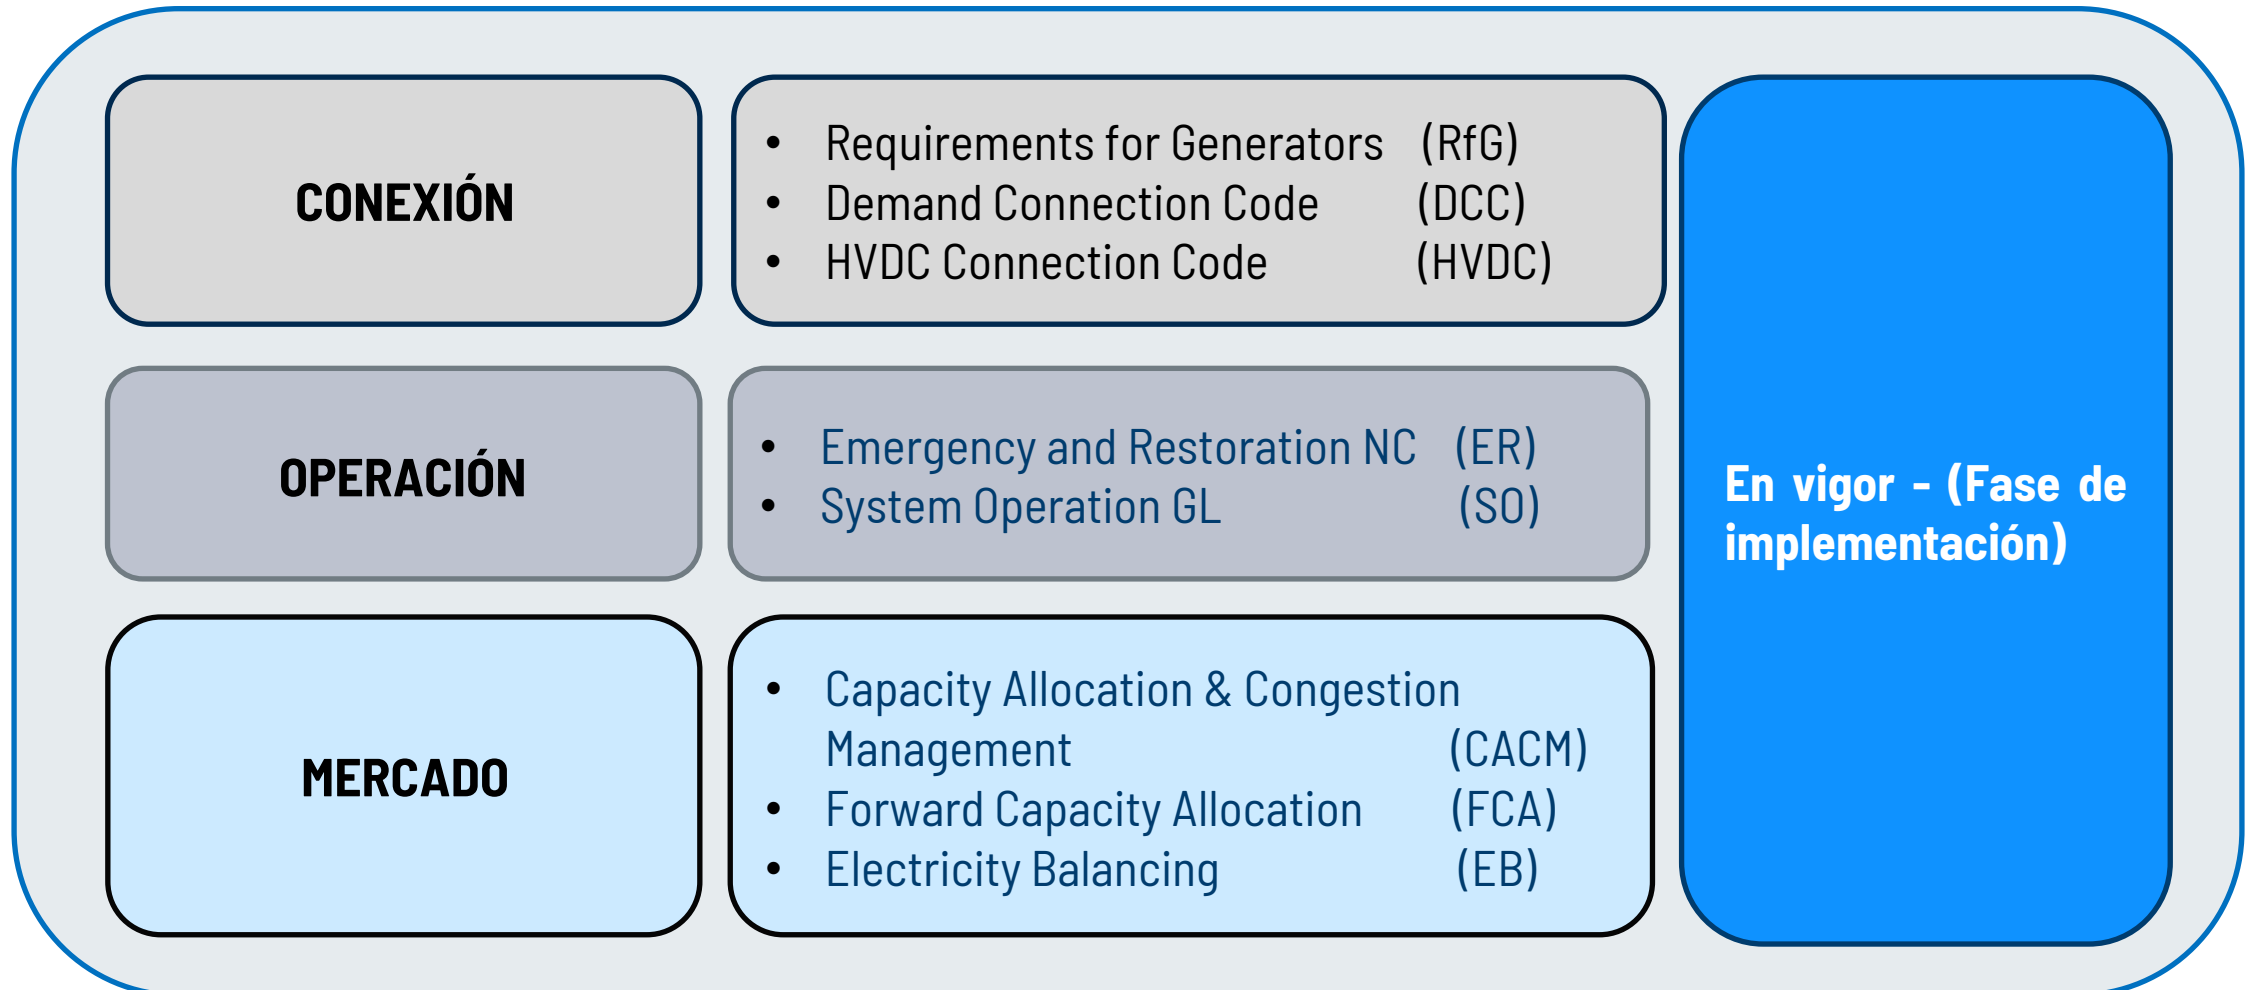 CONEXIÓN
• Requirements for Generators (RfG)
• Demand Connection Code (DCC)
• HVDC Connection Code (HVDC)
OPERACIÓN
• Emergency and Restoration NC (ER)
• System Operation GL (SO)
MERCADO
• Capacity Allocation & Congestion
Management (CACM)
• Forward Capacity Allocation (FCA)
• Electricity Balancing (EB)
En vigor - (Fase de
implementación)